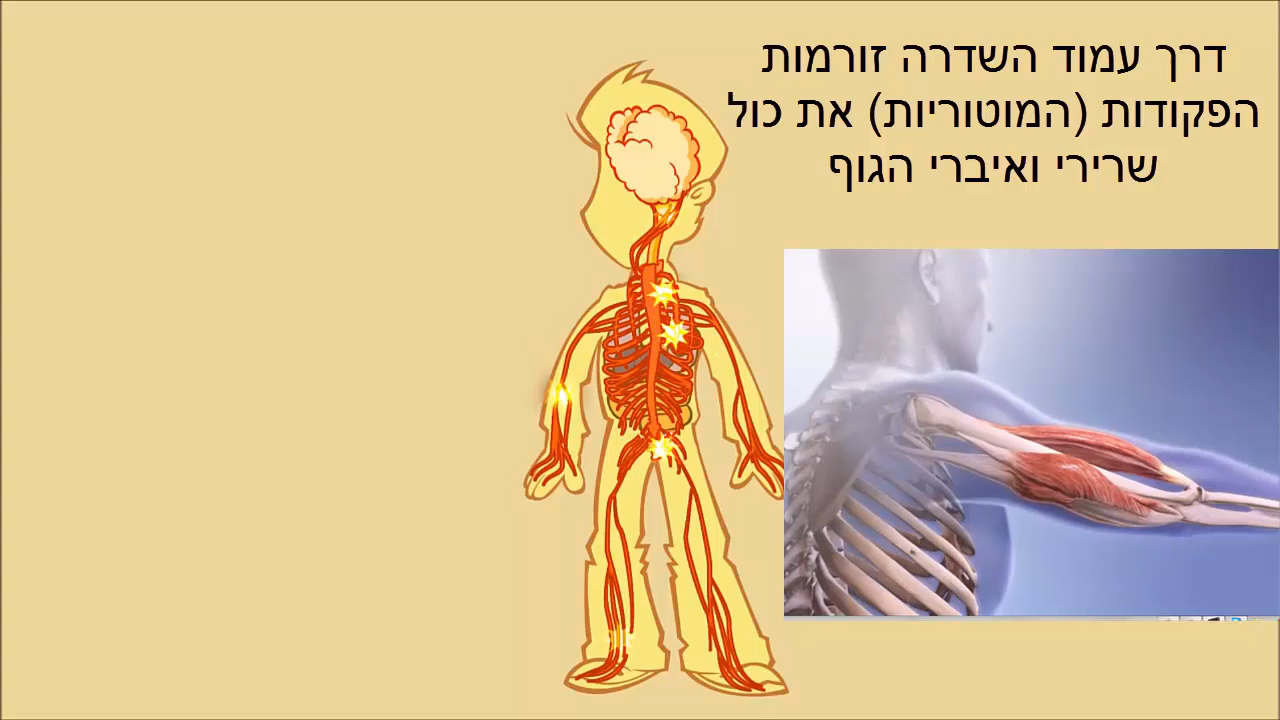 דרך עמוד השדרה זורמות
הפקודות (המוטוריות) את כול
שרירי ואיברי הגוף